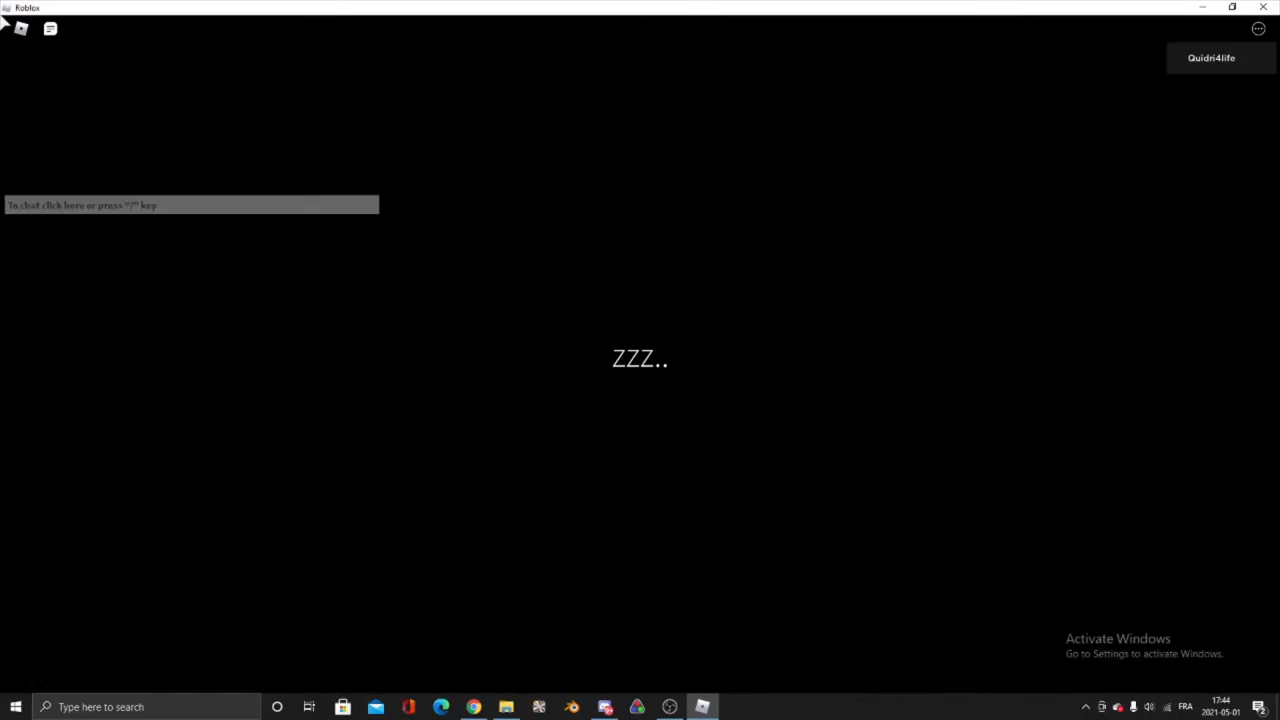 Roblox
Quidri4life
To chat click here or press "/" key
ZZZ..
Activate Windows
Go to Settings to activate Windows.
Type here to search
FRA
17:44
2021-05-01
2